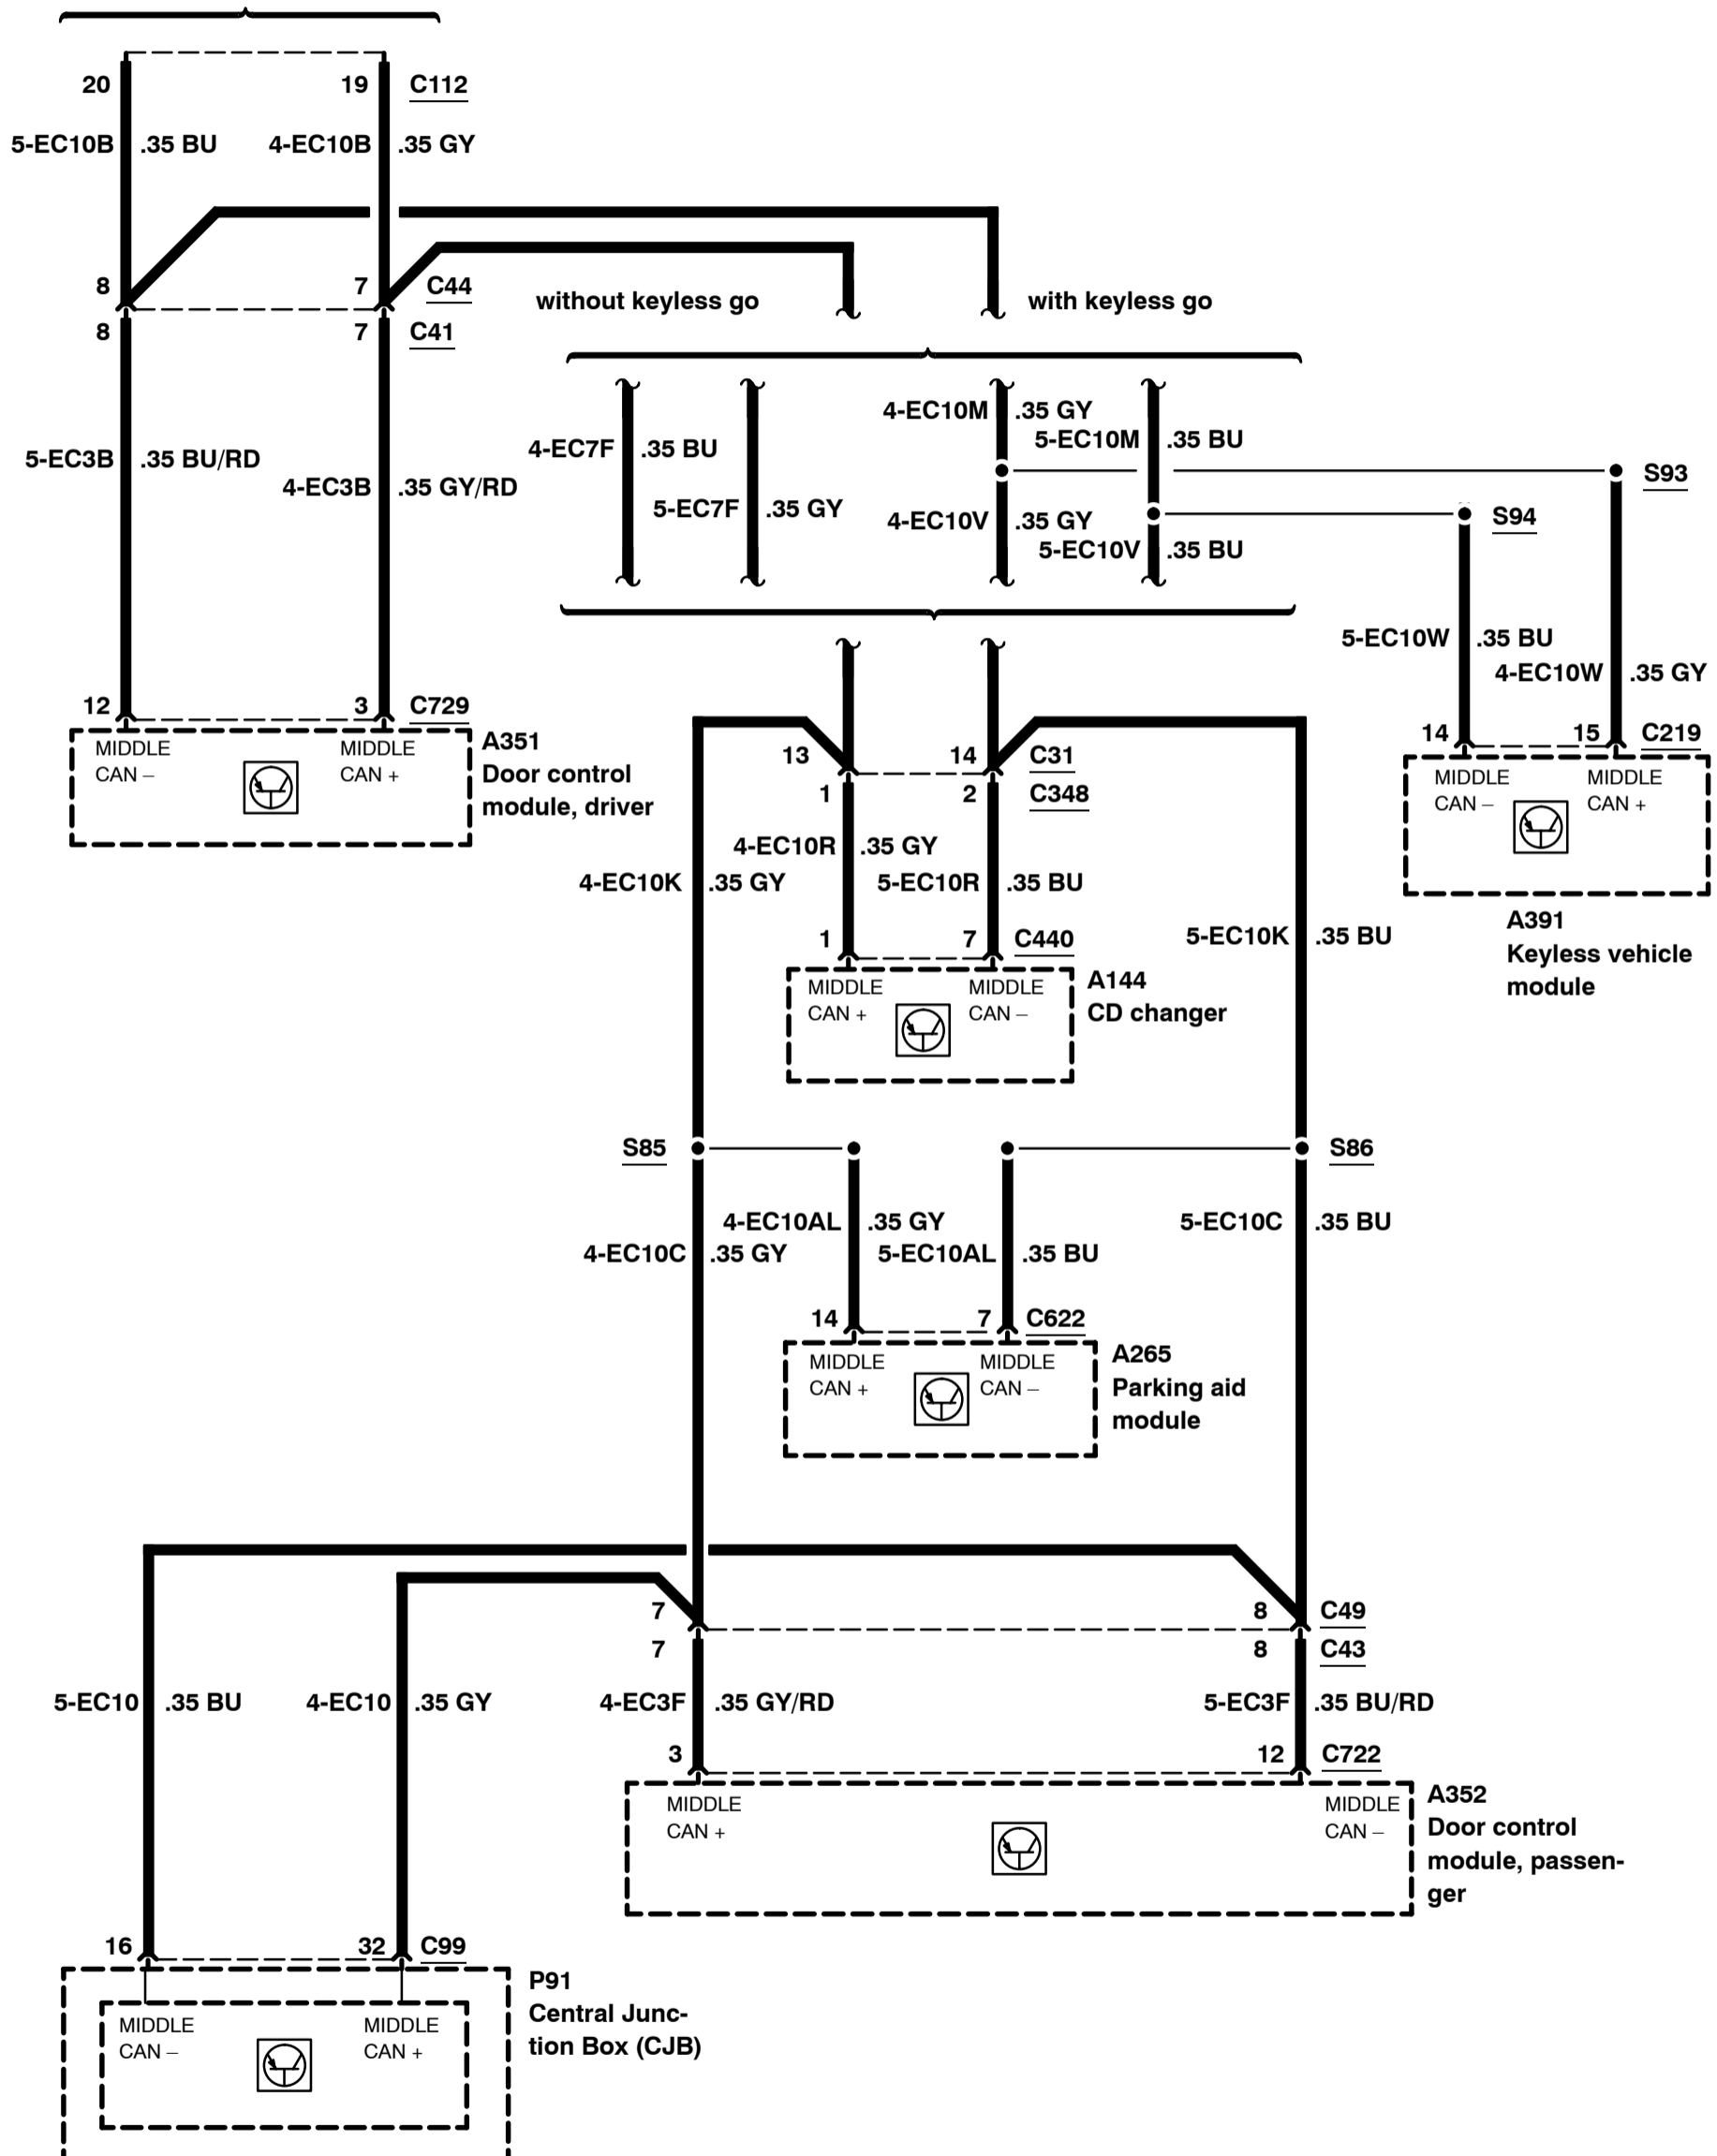 20 19 C112
5-EC10B .35 BU 4-EC10B .35 GY
8 7 C44
without keyless go with keyless go
8 7 C41
4-EC10M .35 GY
5-EC10M .35 BU
4-EC7F .35 BU
5-EC3B .35 BU/RD
S93
4-EC3B .35 GY/RD
5-EC7F .35 GY
4-EC10V .35 GY
S94
5-EC10V .35 BU
5-EC10W .35 BU
4-EC10W .35 GY
12 3 C729
14 15 C219
A351
Door control
module, driver
MIDDLE
CAN –
MIDDLE
CAN +
13 14 C31
1 2 C348
MIDDLE
CAN –
MIDDLE
CAN +
4-EC10R .35 GY
4-EC10K .35 GY 5-EC10R .35 BU
A391
Keyless vehicle
module
1 7 C440
5-EC10K .35 BU
MIDDLE
CAN +
MIDDLE
CAN –
A144
CD changer
S85 S86
4-EC10AL .35 GY
5-EC10C .35 BU
4-EC10C .35 GY 5-EC10AL .35 BU
14 7 C622
MIDDLE
CAN +
MIDDLE
CAN –
A265
Parking aid
module
7 8 C49
7 8 C43
5-EC10 .35 BU 4-EC10 .35 GY 4-EC3F .35 GY/RD 5-EC3F .35 BU/RD
3 12 C722
MIDDLE
CAN +
MIDDLE
CAN –
A352
Door control
module, passen-
ger
16 32 C99
P91
Central Junc-
tion Box (CJB)
MIDDLE
CAN –
MIDDLE
CAN +